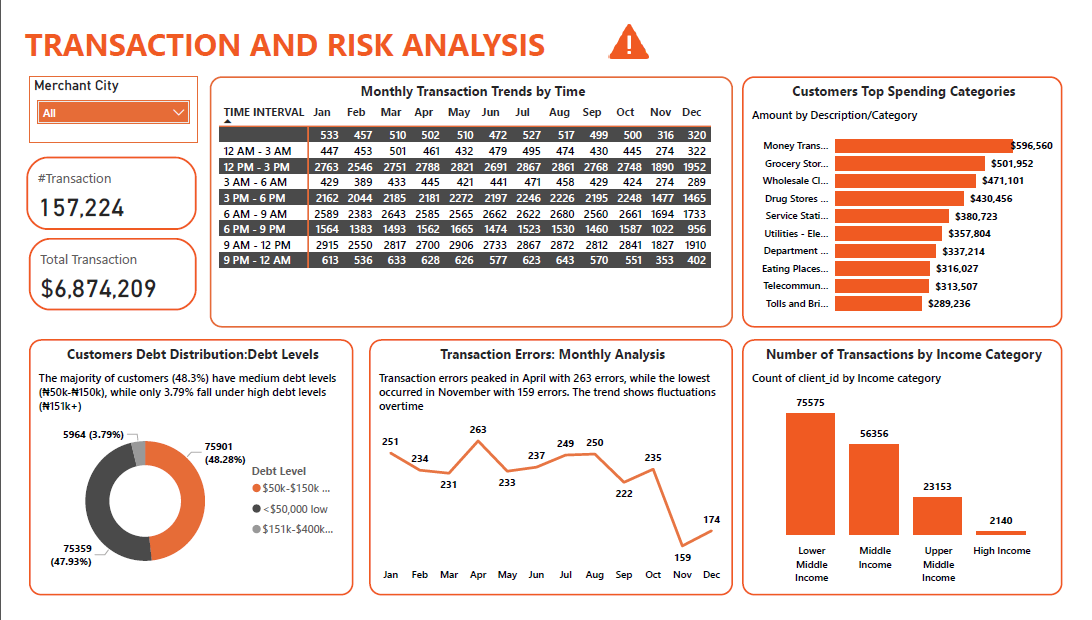 TRANSACTION AND RISK ANALYSIS
Merchant City
All
#Transaction
157,224
Total Transaction
$6,874,209
Monthly Transaction Trends by Time
TIME INTERVAL Jan Feb Mar Apr May Jun Jul Aug Sep Oct Nov Dec
533 457 510 502 510 472 527 517 499 500 316 320
12 AM - 3 AM 447 453 501 461 432 479 495 474 430 445 274 322
12 PM - 3 PM 2763 2546 2751 2788 2821 2691 2867 2861 2768 2748 1890 1952
3 AM - 6 AM 429 389 433 445 421 441 471 458 429 424 274 289
3 PM - 6 PM 2162 2044 2185 2181 2272 2197 2246 2226 2195 2248 1477 1465
6 AM - 9 AM 2589 2383 2643 2585 2565 2662 2622 2680 2560 2661 1694 1733
6 PM - 9 PM 1564 1383 1493 1562 1665 1474 1523 1530 1460 1587 1022 956
9 AM - 12 PM 2915 2550 2817 2700 2906 2733 2867 2872 2812 2841 1827 1910
9 PM - 12 AM 613 536 633 628 626 577 623 643 570 551 353 402
Customers Top Spending Categories
Amount by Description/Category
Money Trans... $596,560
Grocery Stor... $501,952
Wholesale Cl... $471,101
Drug Stores ... $430,456
Service Stati... $380,723
Utilities - Ele... $357,804
Department ... $337,214
Eating Places... $316,027
Telecommun... $313,507
Tolls and Bri... $289,236
Customers Debt Distribution:Debt Levels
The majority of customers (48.3%) have medium debt levels
(₦50k-₦150k), while only 3.79% fall under high debt levels
(₦151k+)
5964 (3.79%)
75901
(48.28%)
75359
(47.93%)
Debt Level
$50k-$150k ...
<$50,000 low
$151k-$400k...
Transaction Errors: Monthly Analysis
Transaction errors peaked in April with 263 errors, while the lowest
occurred in November with 159 errors. The trend shows fluctuations
overtime
251 234 231 263 233 237 249 250 222 235 159 174
Jan Feb Mar Apr May Jun Jul Aug Sep Oct Nov Dec
Number of Transactions by Income Category
Count of client_id by Income category
75575
56356
23153
2140
Lower
Middle
Income
Middle
Income
Upper
Middle
Income
High Income